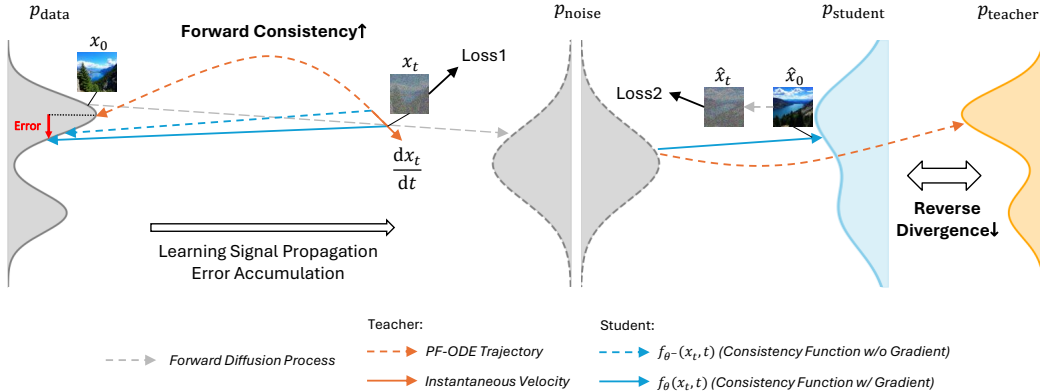 p_data
p_noise
p_student
p_teacher
x_0
Forward Consistency↑
x_t
Loss1
x̂_t
x̂_0
Loss2
Error
dx_t
dt
Reverse
Divergence↓
Learning Signal Propagation
Error Accumulation
Teacher:
Student:
Forward Diffusion Process
PF-ODE Trajectory
f_θ⁻(x_t, t) (Consistency Function w/o Gradient)
Instantaneous Velocity
f_θ(x_t, t) (Consistency Function w/ Gradient)